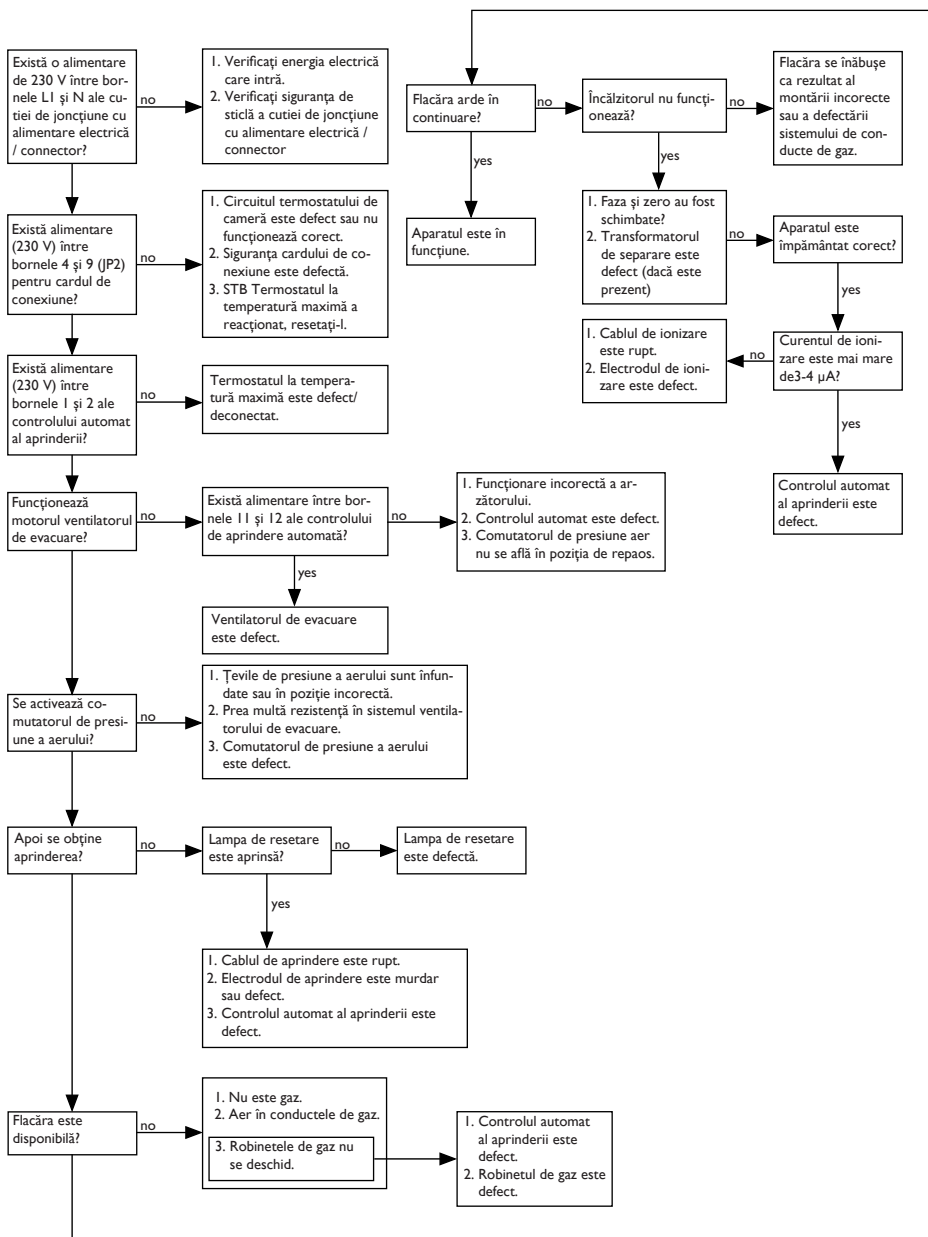 Există o alimentare
de 230 V între
bornele L1 și N ale cu-
tiei de joncțiune cu
alimentare electrică
/ connector?
no
1. Verificați energia electrică
care intră.
2. Verificați siguranța de
sticlă a cutiei de joncțiune
cu alimentare electrică /
connector
Există alimentare
(230 V) între
bornele 4 și 9 (JP2)
pentru cardul de
conexiune?
no
1. Circuitul termostatului de
cameră este defect sau nu
funcționează corect.
2. Siguranța cardului de co-
nexiune este defectă.
3. STB Termostatul la
temperatură maximă a
reacționat, resetați-l.
Există alimentare
(230 V) între
bornele 1 și 2 ale
controlului automat
al aprinderii?
no
Termostatul la tempera-
tură maximă este defect/
deconectat.
Funcționează
motorul ventilatorul
de evacuare?
no
Există alimentare între bor-
nele 11 și 12 ale controlului
de aprindere automată?
no
1. Funcționare incorectă a ar-
zătorului.
2. Controlul automat este defect.
3. Comutatorul de presiune aer
nu se află în poziția de repaos.
yes
Ventilatorul de evacuare
este defect.
Se activează co-
mutatorul de presi-
une a aerului?
no
1. Țevile de presiune a aerului sunt înfun-
date sau în poziție incorectă.
2. Prea multă rezistență în sistemul ventila-
torului de evacuare.
3. Comutatorul de presiune a aerului
este defect.
Apoi se obține
aprinderea?
no
Lampa de resetare
este aprinsă?
no
Lampa de resetare
este defectă.
yes
1. Cablul de aprindere este rupt.
2. Electrodul de aprindere este murdar
sau defect.
3. Controlul automat al aprinderii este
defect.
Flacăra este
disponibilă?
no
1. Nu este gaz.
2. Aer în conductele de gaz.
3. Robinetele de gaz nu
se deschid.
1. Controlul automat
al aprinderii este
defect.
2. Robinetul de gaz este
defect.
Flacăra arde în
continuare?
no
Încălzitorul nu funcți-
onează?
no
Flacăra se înăbușe
ca rezultat al
montării incorecte
sau a defectării
sistemului de con-
ducte de gaz.
yes
Aparatul este în
funcțiune.
yes
1. Faza și zero au fost
schimbate?
2. Transformatorul
de separare este
defect (dacă este
prezent)
no
Aparatul este
împământat corect?
yes
Curentul de ioni-
zare este mai mare
de3-4 µA?
no
1. Cablul de ionizare
este rupt.
2. Electrodul de ioni-
zare este defect.
yes
Controlul automat
al aprinderii este
defect.